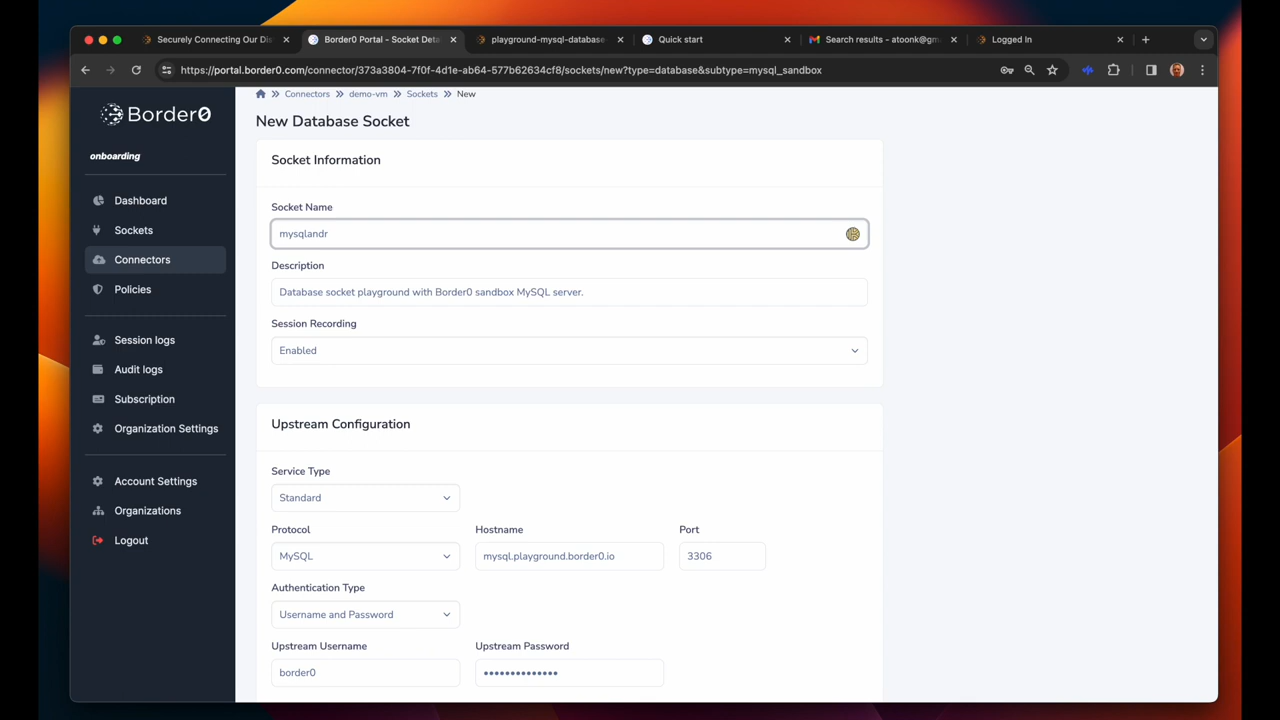 Securely Connecting Our Dis
Border0 Portal - Socket Deta
playground-mysql-database
Quick start
Search results - atoonk@gm
Logged In
https://portal.border0.com/connector/373a3804-7f0f-4d1e-ab64-577b62634cf8/sockets/new?type=database&subtype=mysql_sandbox
Border0
onboarding
Dashboard
Sockets
Connectors
Policies
Session logs
Audit logs
Subscription
Organization Settings
Account Settings
Organizations
Logout
Connectors
demo-vm
Sockets
New
New Database Socket
Socket Information
Socket Name
mysqlandr
Description
Database socket playground with Border0 sandbox MySQL server.
Session Recording
Enabled
Upstream Configuration
Service Type
Standard
Protocol
Hostname
Port
MySQL
mysql.playground.border0.io
3306
Authentication Type
Username and Password
Upstream Username
Upstream Password
border0
••••••••••••••